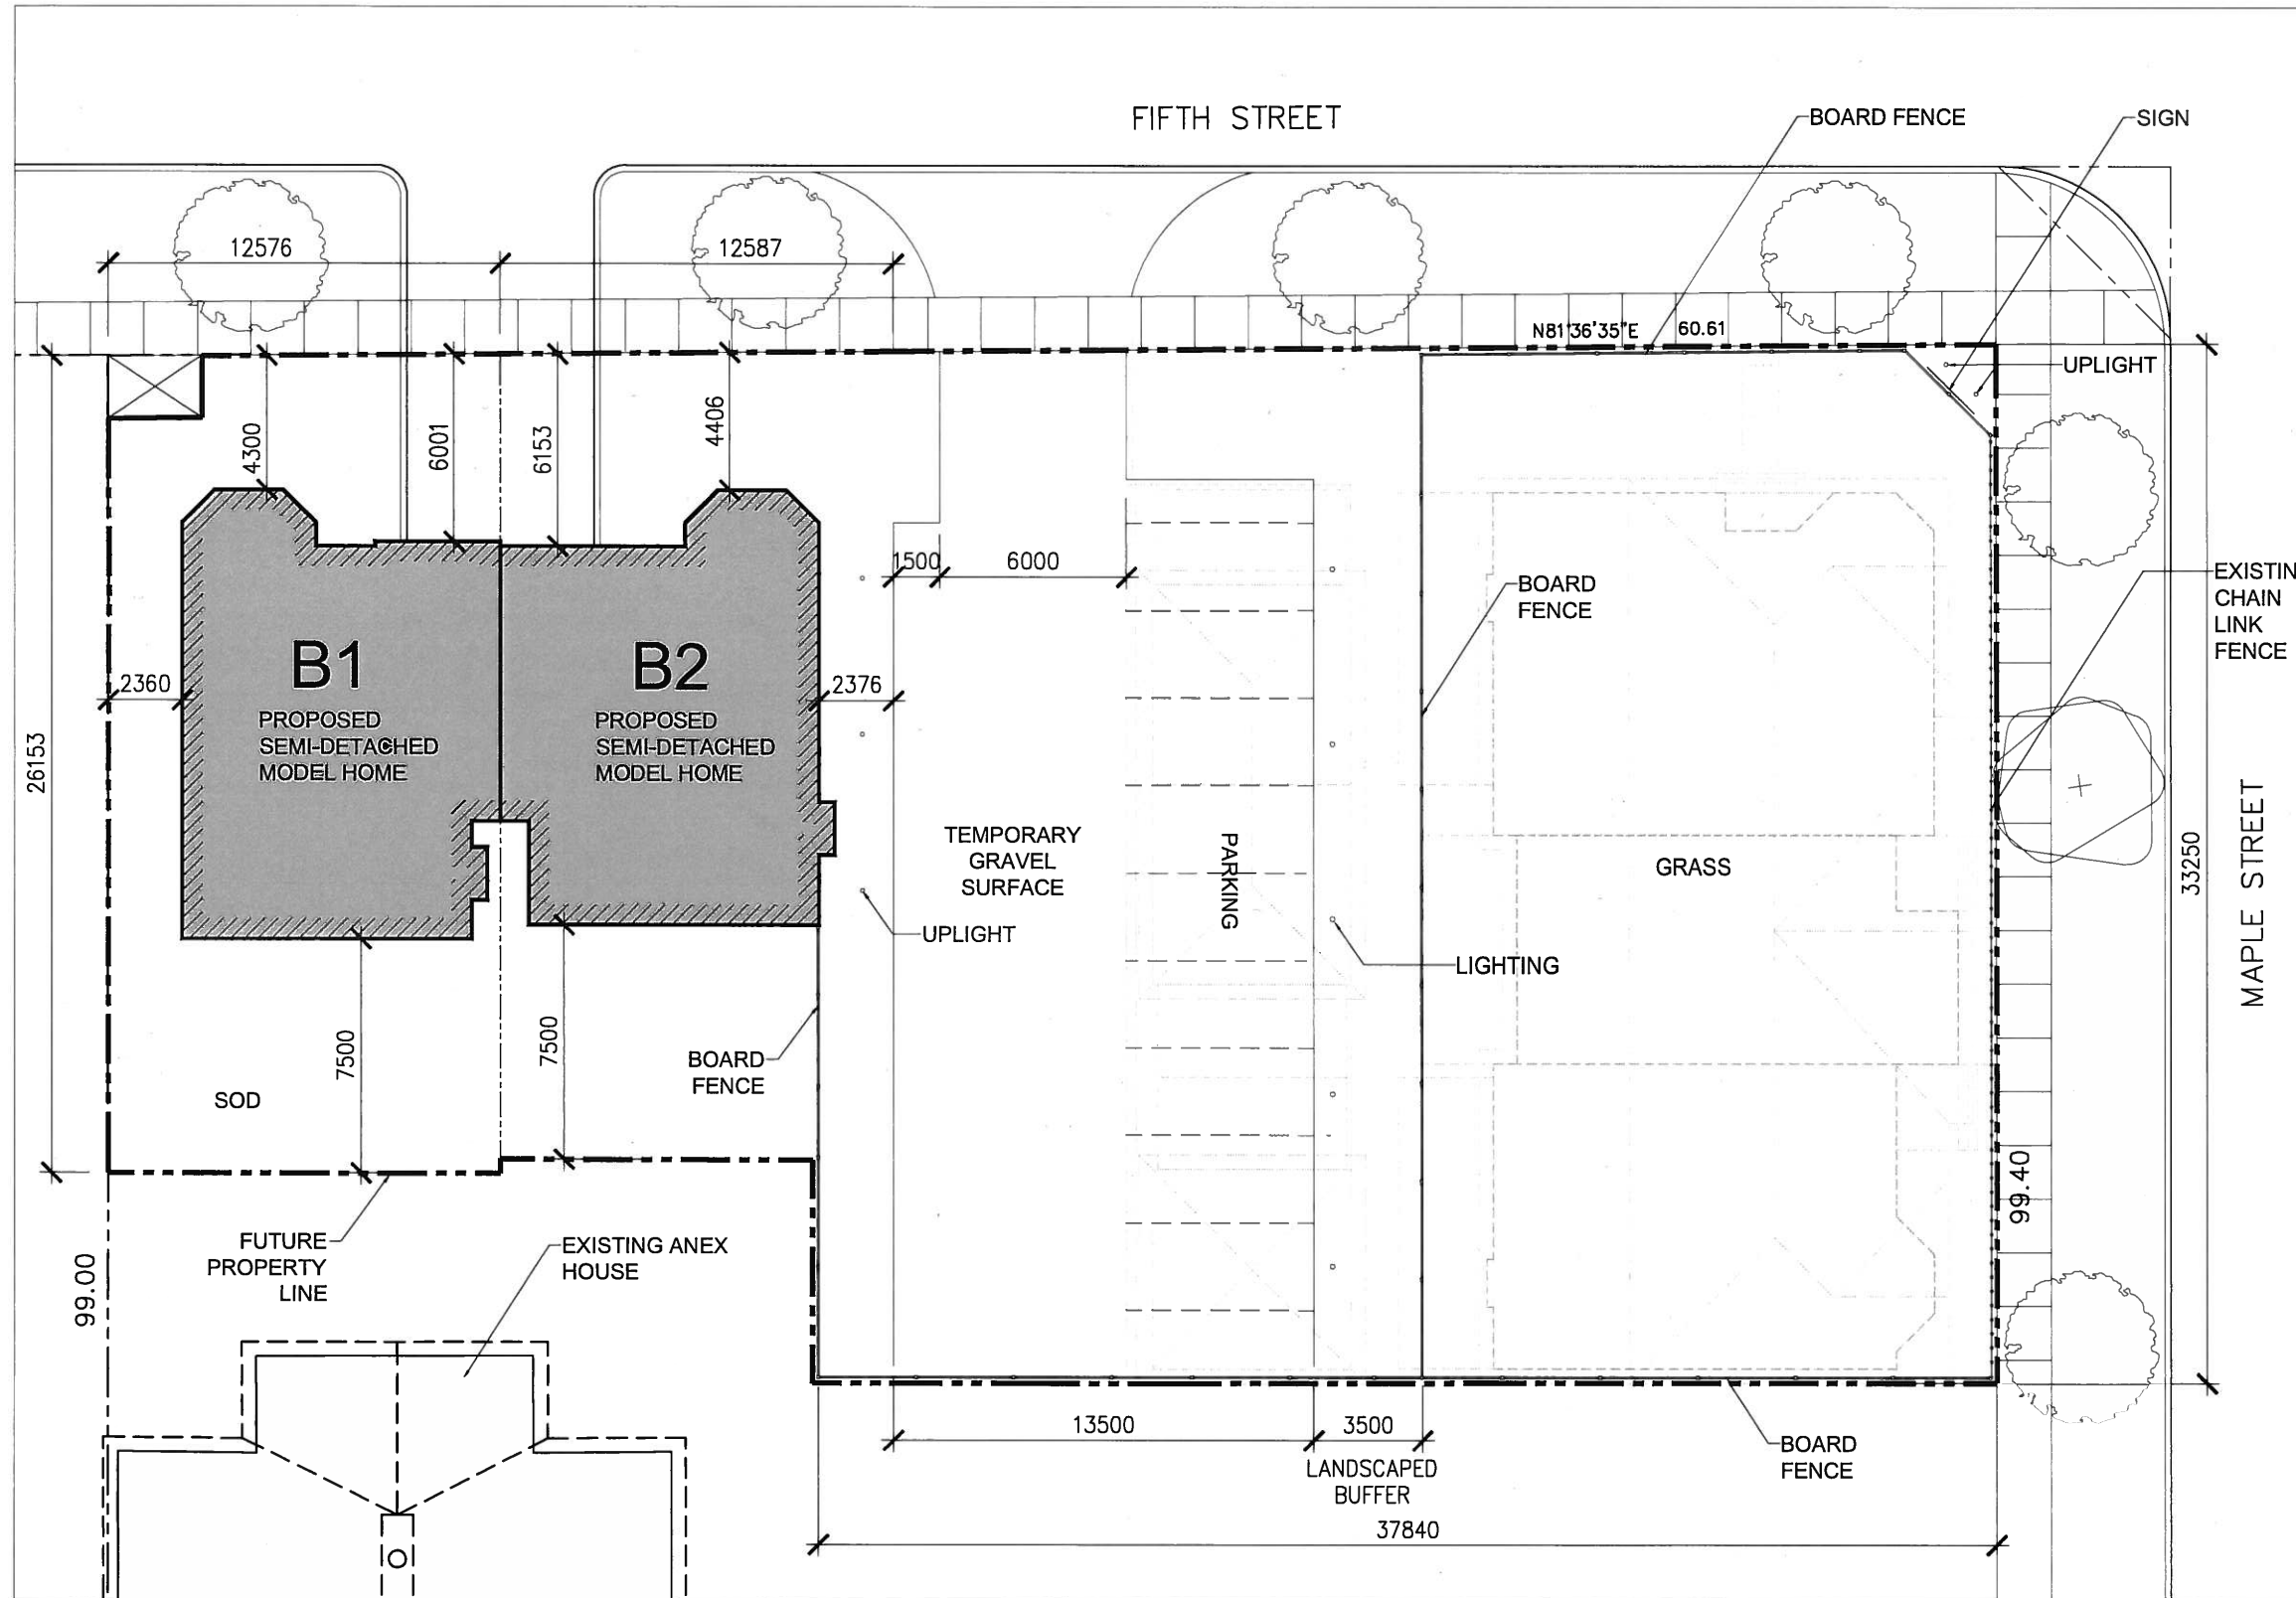 FIFTH STREET
BOARD FENCE
SIGN
12576
12587
N81°36'35"E
60.61
UPLIGHT
4300
6001
6153
4406
1500
6000
BOARD
FENCE
EXISTIN
CHAIN
LINK
FENCE
B1
PROPOSED
SEMI-DETACHED
MODEL HOME
B2
PROPOSED
SEMI-DETACHED
MODEL HOME
2360
2376
26153
TEMPORARY
GRAVEL
SURFACE
PARKING
GRASS
33250
MAPLE STREET
UPLIGHT
LIGHTING
7500
7500
BOARD
FENCE
SOD
99.40
FUTURE
PROPERTY
LINE
EXISTING ANEX
HOUSE
99.00
13500
3500
LANDSCAPED
BUFFER
BOARD
FENCE
37840